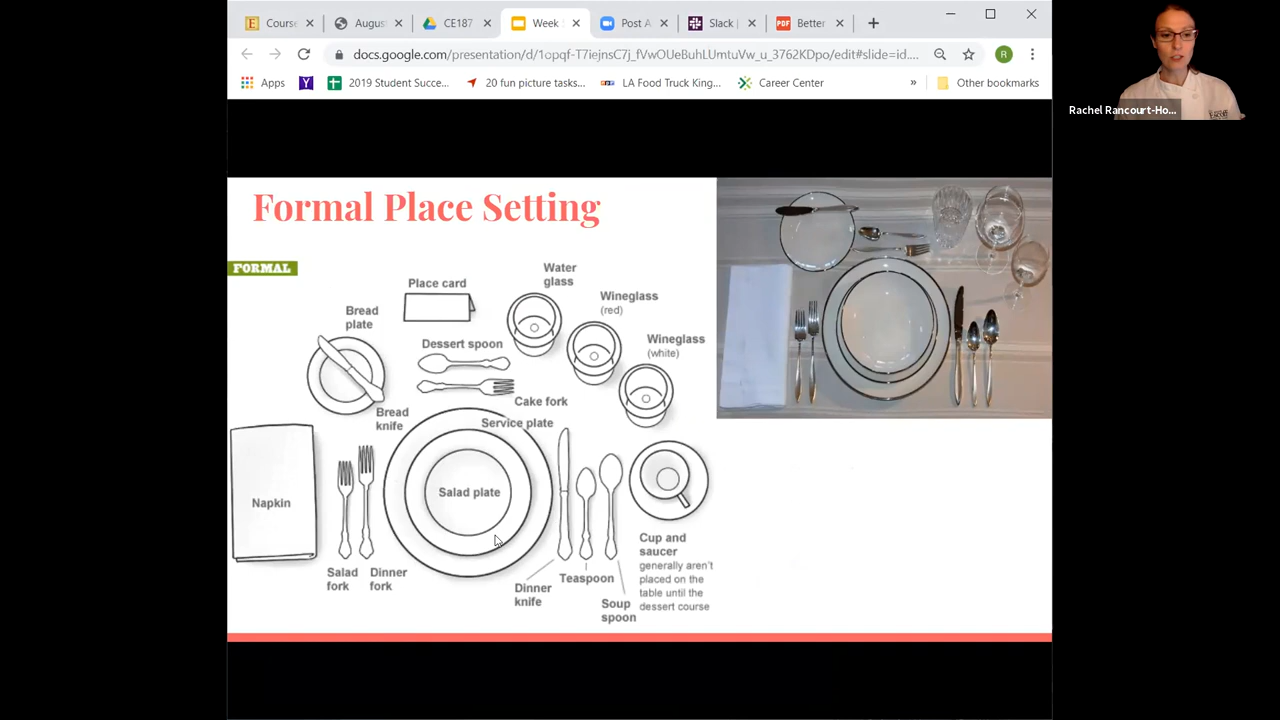 Course
Augus
CE187
Week
Post A
Slack |
PDF
Better
docs.google.com/presentation/d/1opqf-T7iejnsC7j_fVwOUeBuhLUmtuVw_u_3762KDpo/edit#slide=id....
R
Apps
2019 Student Succe...
20 fun picture tasks...
LA Food Truck King...
Career Center
»
Other bookmarks
Rachel Rancourt-Ho...
Formal Place Setting
FORMAL
Place card
Water
glass
Wineglass
(red)
Bread
plate
Wineglass
(white)
Dessert spoon
Cake fork
Bread
knife
Service plate
Napkin
Salad plate
Salad
fork
Dinner
fork
Dinner
knife
Teaspoon
Soup
spoon
Cup and
saucer
generally aren't
placed on the
table until the
dessert course